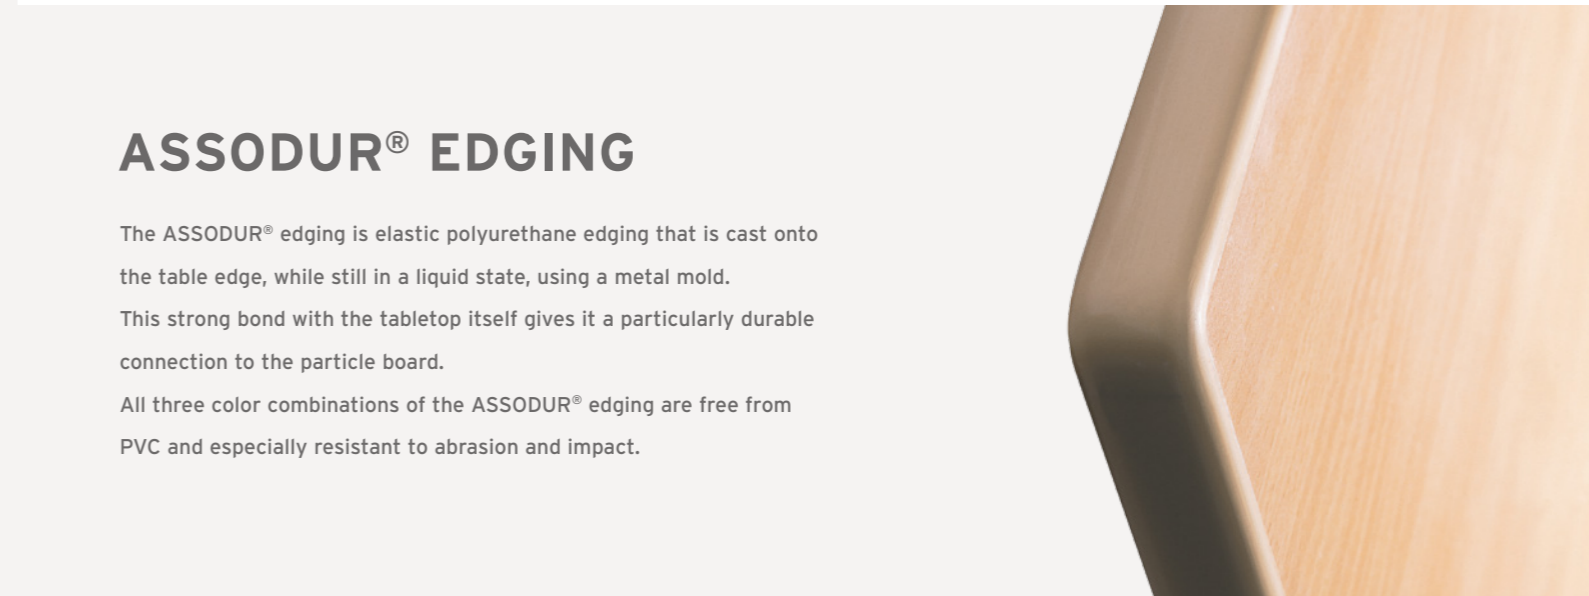 ASSODUR® EDGING
The ASSODUR® edging is elastic polyurethane edging that is cast onto
the table edge, while still in a liquid state, using a metal mold.
This strong bond with the tabletop itself gives it a particularly durable
connection to the particle board.
All three color combinations of the ASSODUR® edging are free from
PVC and especially resistant to abrasion and impact.